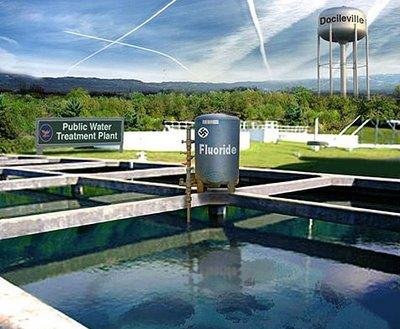 Docileville
Public Water
Treatment Plant
Fluoride